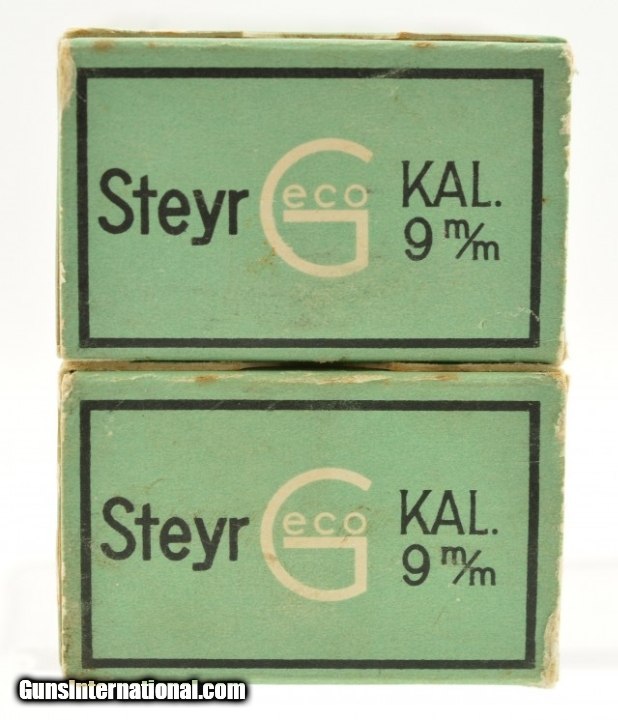 Steyr Geco KAL.
9 m/m
Steyr Geco KAL.
9 m/m
GunsInternational.com